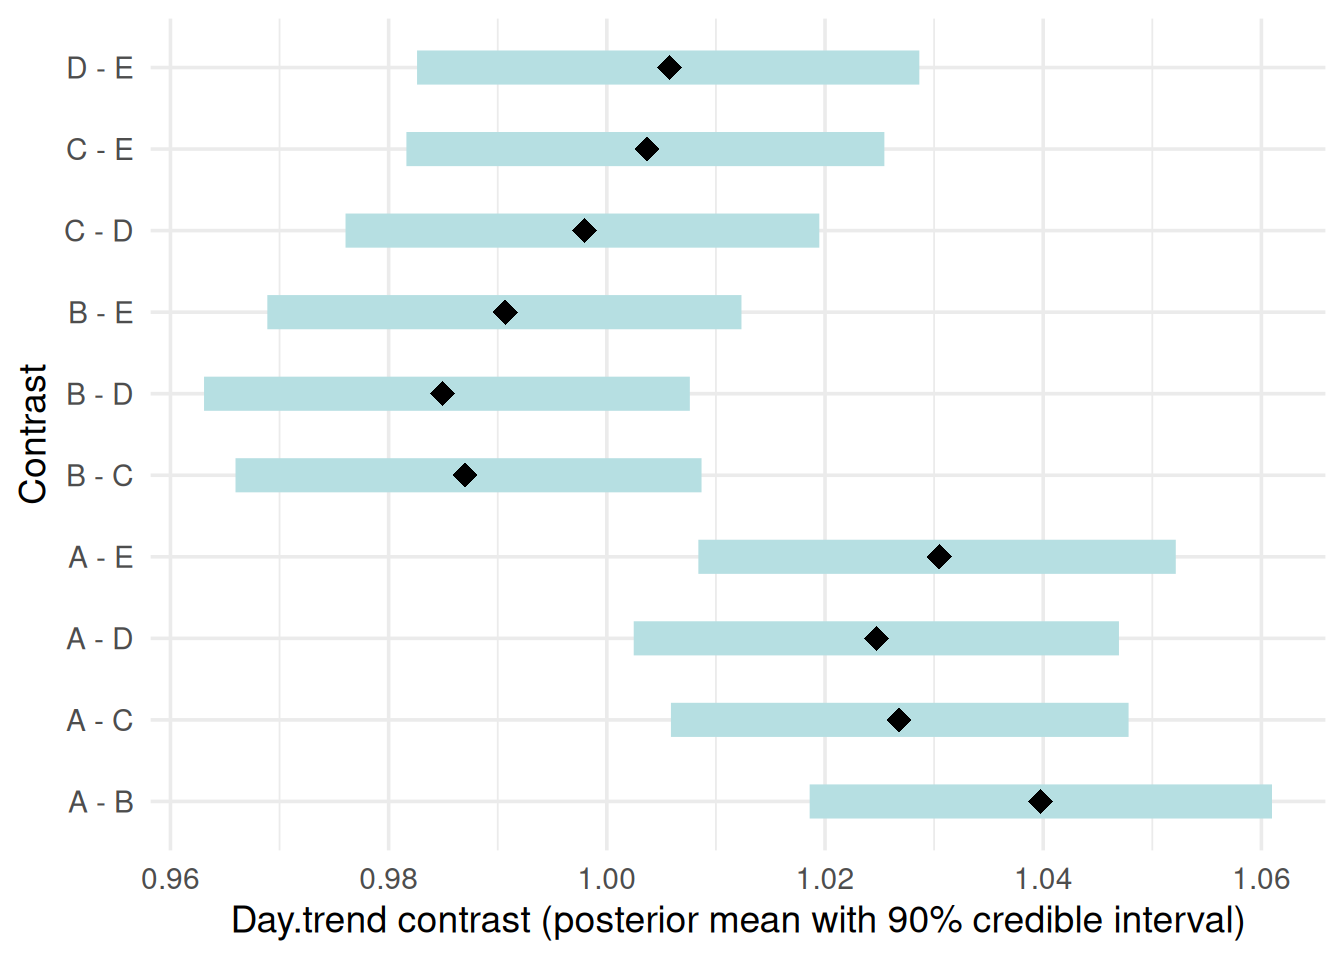 D - E
C - E
C - D
B - E
B - D
B - C
A - E
A - D
A - C
A - B
Contrast
0.96 0.98 1.00 1.02 1.04 1.06
Day.trend contrast (posterior mean with 90% credible interval)